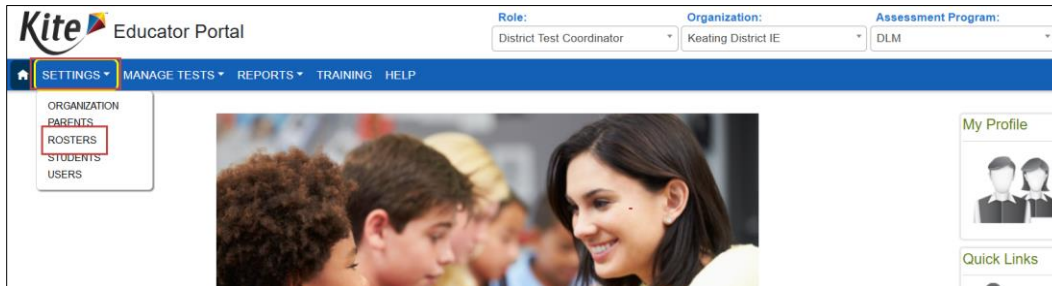 Kite Educator Portal
Role:
District Test Coordinator
Organization:
Keating District IE
Assessment Program:
DLM
SETTINGS MANAGE TESTS REPORTS TRAINING HELP
ORGANIZATION
PARENTS
ROSTERS
STUDENTS
USERS
My Profile
Quick Links